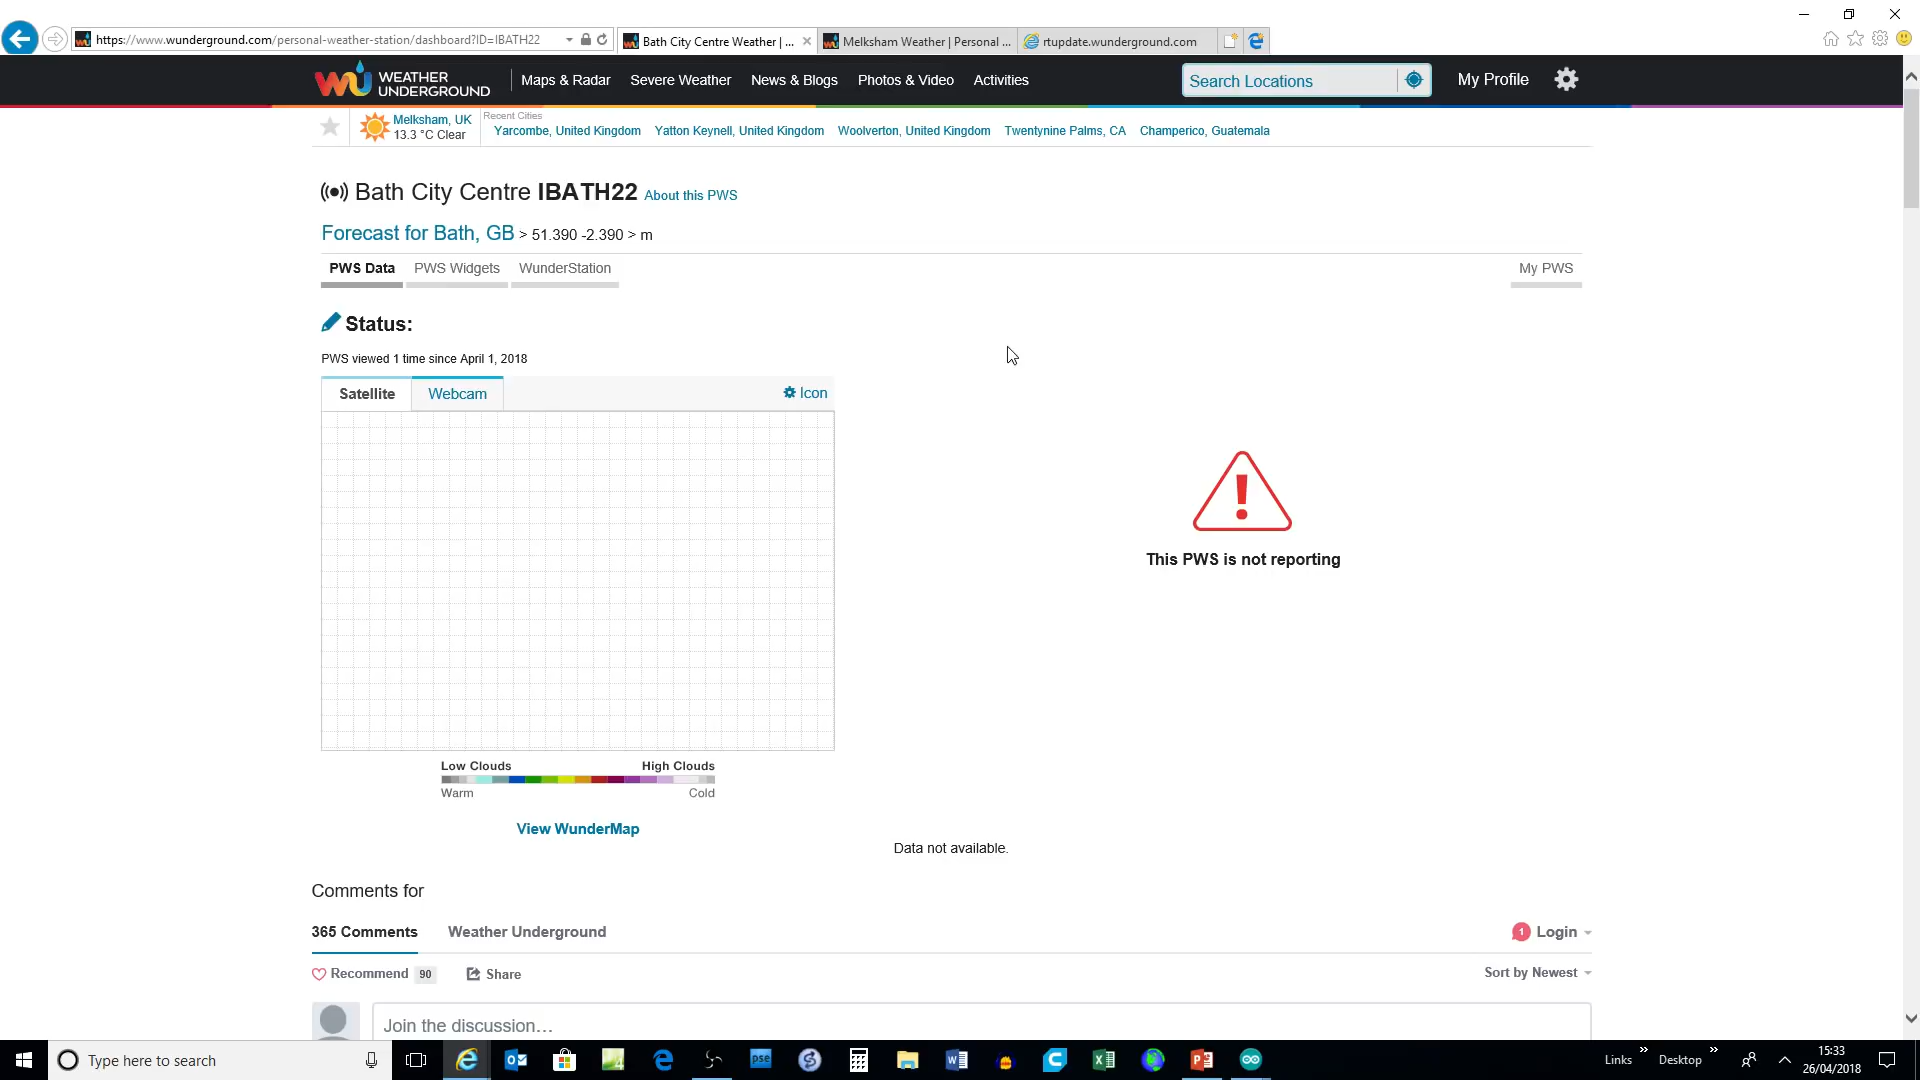 https://www.wunderground.com/personal-weather-station/dashboard?ID=IBATH22
Bath City Centre Weather | ...
Melksham Weather | Personal ...
rtupdate.wunderground.com
WEATHER UNDERGROUND
Maps & Radar
Severe Weather
News & Blogs
Photos & Video
Activities
Search Locations
My Profile
Melksham, UK
13.3 °C Clear
Recent Cities
Yarcombe, United Kingdom
Yatton Keynell, United Kingdom
Woolverton, United Kingdom
Twentynine Palms, CA
Champerico, Guatemala
Bath City Centre IBATH22 About this PWS
Forecast for Bath, GB > 51.390 -2.390 > m
PWS Data
PWS Widgets
WunderStation
My PWS
Status:
PWS viewed 1 time since April 1, 2018
Satellite
Webcam
Icon
This PWS is not reporting
Low Clouds
High Clouds
Warm
Cold
View WunderMap
Data not available.
Comments for
365 Comments
Weather Underground
1
Login
Recommend 90
Share
Sort by Newest
Join the discussion…
Type here to search
pse
Links
Desktop
15:33
26/04/2018